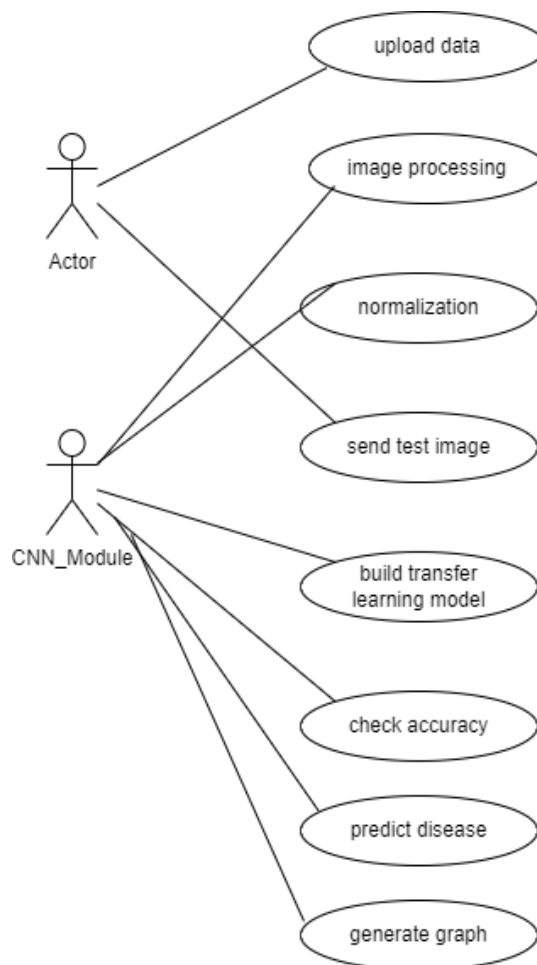 upload data
image processing
Actor
normalization
send test image
CNN_Module
build transfer
learning model
check accuracy
predict disease
generate graph